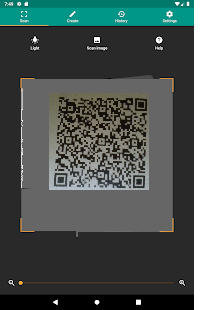 7:49
Scan Create History Settings
Light Scan image Help